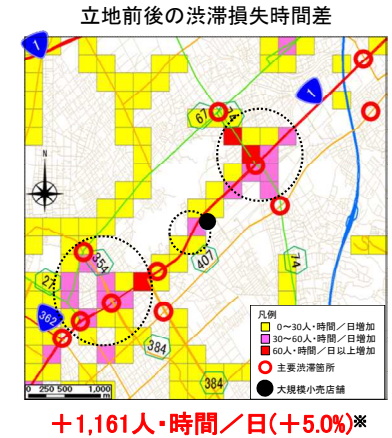 立地前後の渋滞損失時間差
1
1
67
74
N
354
27
407
74
362
384
384
0 250 500 1,000
m
凡例
0～30人・時間／日増加
30～60人・時間／日増加
60人・時間／日以上増加
主要渋滞箇所
大規模小売店舗
＋1,161人・時間／日(＋5.0%)※